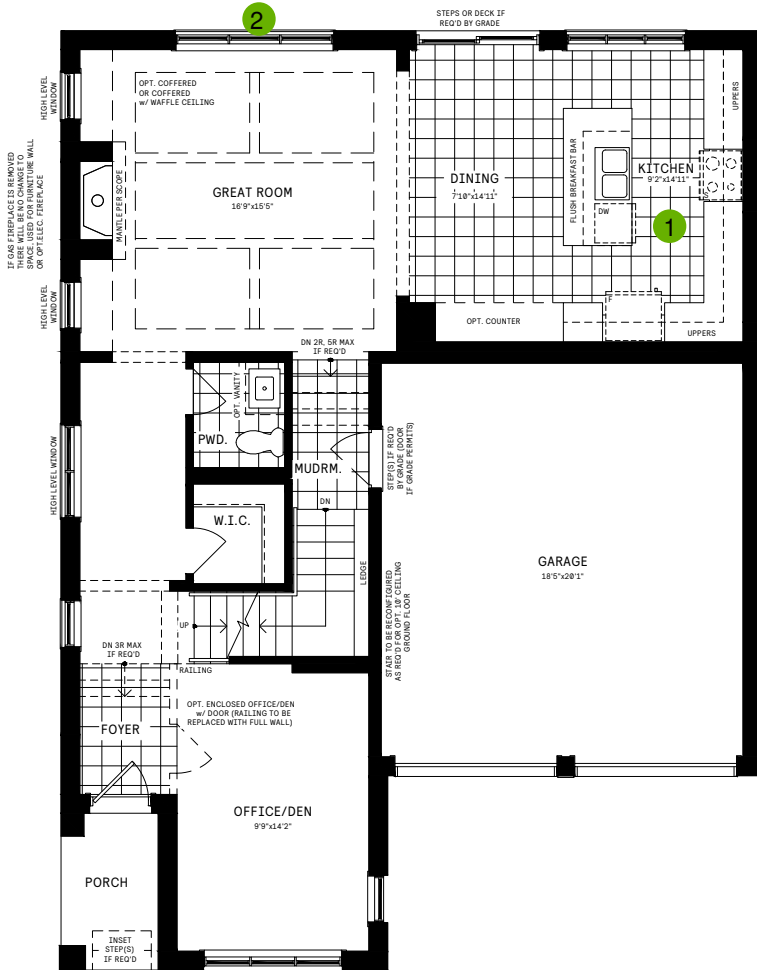 2
STEPS OR DECK IF
REQ'D BY GRADE
HIGH LEVEL
WINDOW
OPT. COFFERED
OR COFFERED
w/ WAFFLE CEILING
UPPERS
IF GAS FIREPLACE IS REMOVED
THERE WILL BE NO CHANGE TO
SPACE. USED FOR FURNITURE WALL
OR OPT.ELEC. FIREPLACE
MANTLE PER SCOPE
GREAT ROOM
16'9"x15'5"
DINING
7'10"x14'11"
FLUSH BREAKFAST BAR
KITCHEN
9'2"x14'11"
S
DW
1
HIGH LEVEL
WINDOW
F
OPT. COUNTER
UPPERS
DN 2R, 5R MAX
IF REQ'D
OPT. VANITY
PWD.
MUDRM.
STEP(S) IF REQ'D
BY GRADE (DOOR
IF GRADE PERMITS)
HIGH LEVEL WINDOW
DN
W.I.C.
LEDGE
GARAGE
18'5"x20'1"
STAIR TO BE RECONFIGURED
AS REQ'D FOR OPT. 10' CEILING
GROUND FLOOR
UP
DN 3R MAX
IF REQ'D
RAILING
OPT. ENCLOSED OFFICE/DEN
w/ DOOR (RAILING TO BE
REPLACED WITH FULL WALL)
FOYER
OFFICE/DEN
9'9"x14'2"
PORCH
INSET
STEP(S)
IF REQ'D